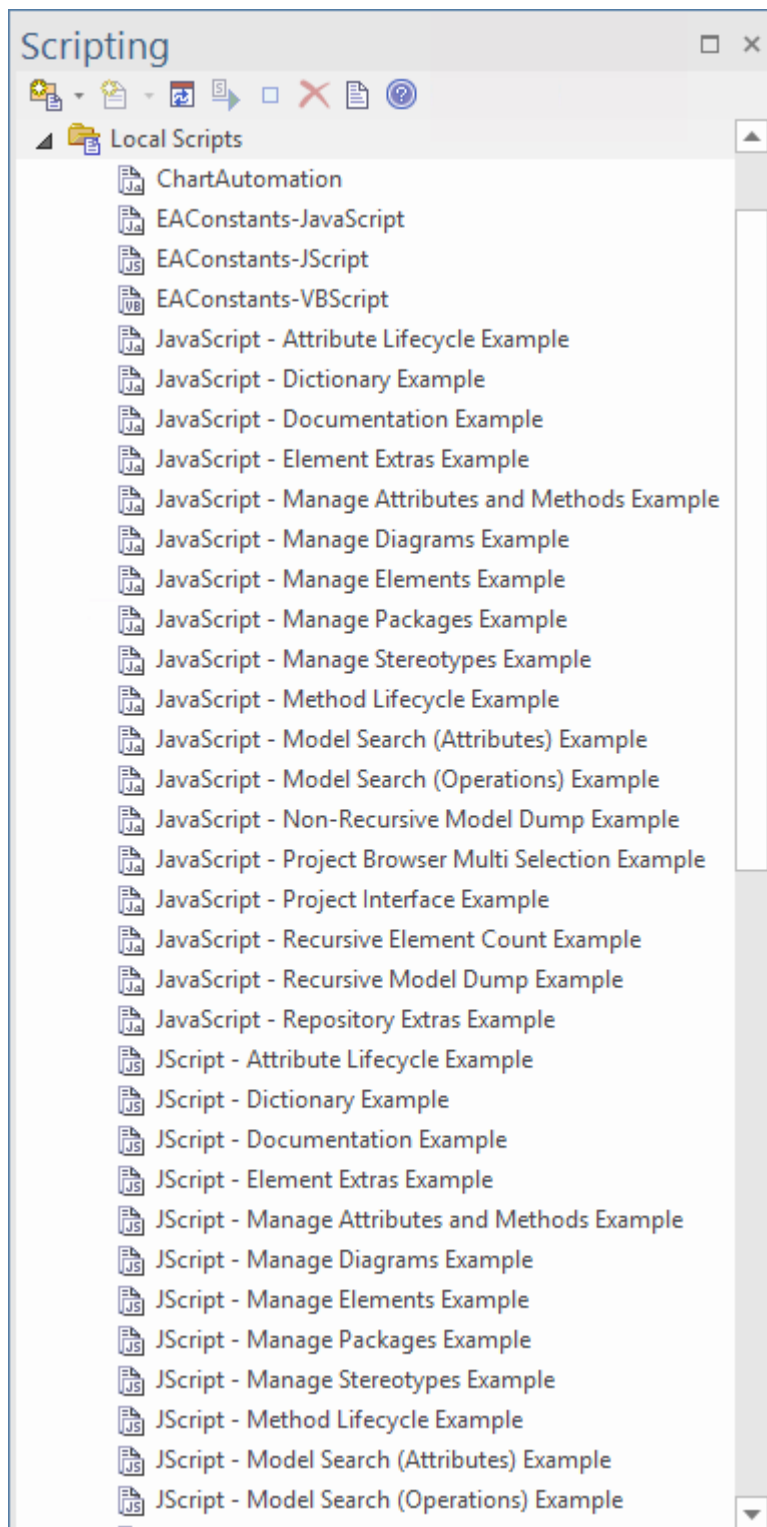 Scripting
Local Scripts
ChartAutomation
EAConstants-JavaScript
EAConstants-JScript
EAConstants-VBScript
JavaScript - Attribute Lifecycle Example
JavaScript - Dictionary Example
JavaScript - Documentation Example
JavaScript - Element Extras Example
JavaScript - Manage Attributes and Methods Example
JavaScript - Manage Diagrams Example
JavaScript - Manage Elements Example
JavaScript - Manage Packages Example
JavaScript - Manage Stereotypes Example
JavaScript - Method Lifecycle Example
JavaScript - Model Search (Attributes) Example
JavaScript - Model Search (Operations) Example
JavaScript - Non-Recursive Model Dump Example
JavaScript - Project Browser Multi Selection Example
JavaScript - Project Interface Example
JavaScript - Recursive Element Count Example
JavaScript - Recursive Model Dump Example
JavaScript - Repository Extras Example
JScript - Attribute Lifecycle Example
JScript - Dictionary Example
JScript - Documentation Example
JScript - Element Extras Example
JScript - Manage Attributes and Methods Example
JScript - Manage Diagrams Example
JScript - Manage Elements Example
JScript - Manage Packages Example
JScript - Manage Stereotypes Example
JScript - Method Lifecycle Example
JScript - Model Search (Attributes) Example
JScript - Model Search (Operations) Example